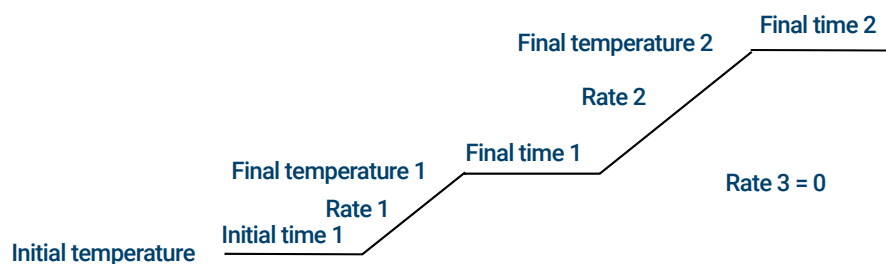 Final time 2
Final temperature 2
Rate 2
Final time 1
Final temperature 1
Rate 3 = 0
Rate 1
Initial time 1
Initial temperature